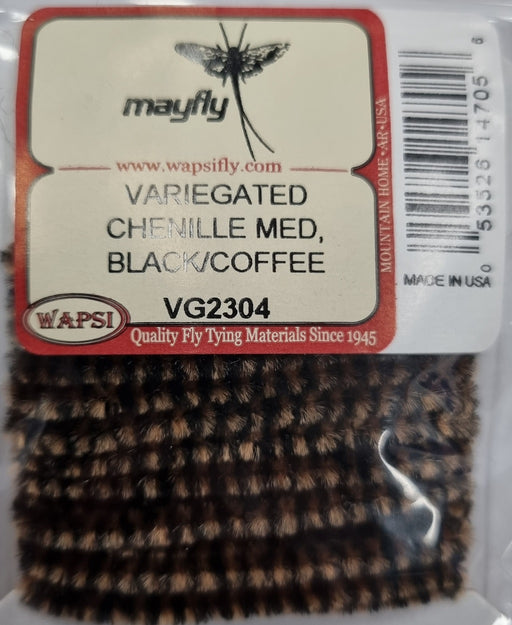 mayfly
www.wapsifly.com
VARIEGATED
CHENILLE MED,
BLACK/COFFEE
VG2304
WAPSI
Quality Fly Tying Materials Since 1945
MOUNTAIN HOME • AR • USA
0 53526 14705 6
MADE IN USA